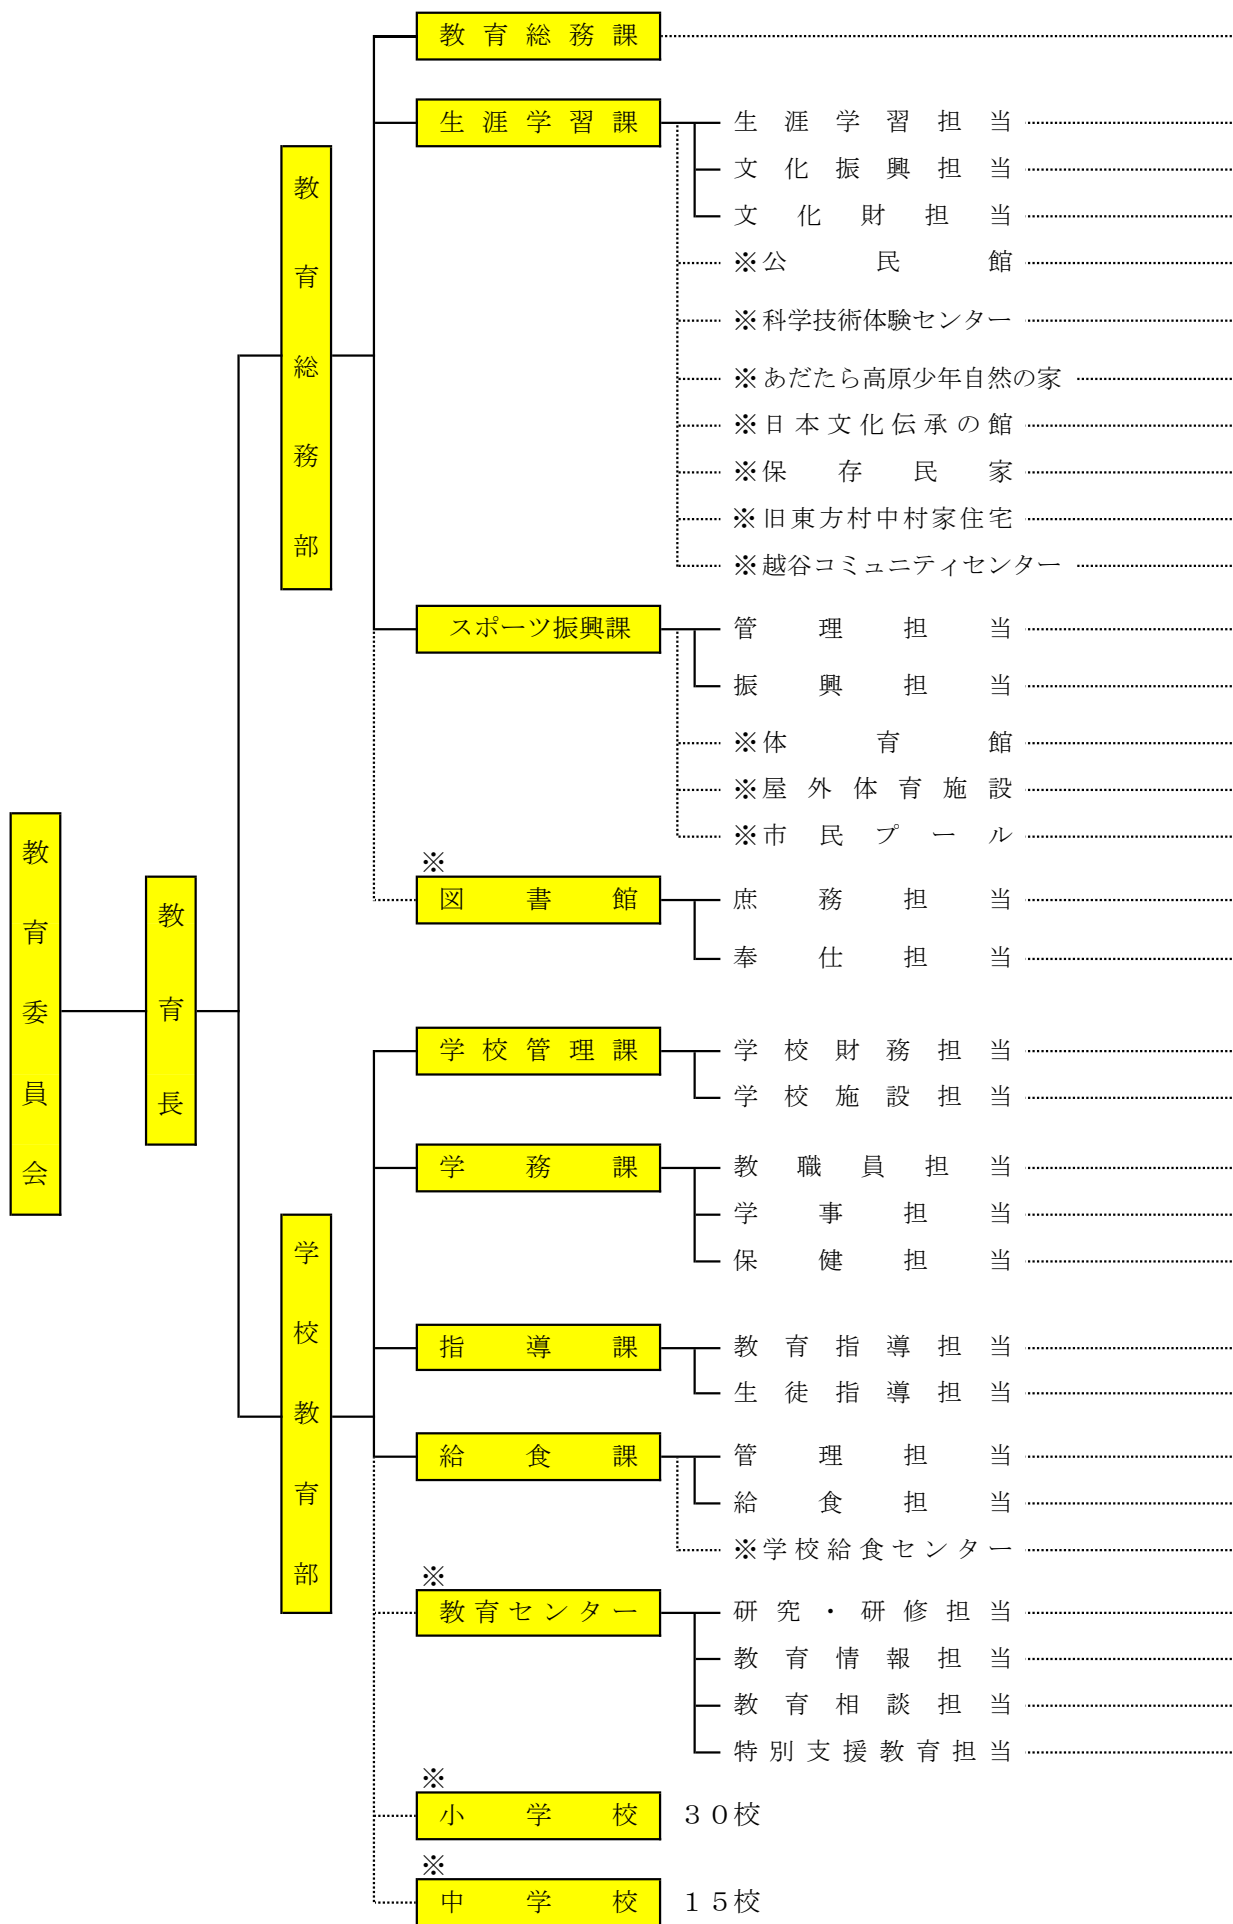 教育委員会
教育長
教育総務部
教育総務課
生涯学習課
生涯学習担当
文化振興担当
文化財担当
※公民館
※科学技術体験センター
※あだたら高原少年自然の家
※日本文化伝承の館
※保存民家
※旧東方村中村家住宅
※越谷コミュニティセンター
スポーツ振興課
管理担当
振興担当
※体育館
※屋外体育施設
※市民プール
※
図書館
庶務担当
奉仕担当
学校教育部
学校管理課
学校財務担当
学校施設担当
学務課
教職員担当
学事担当
保健担当
指導課
教育指導担当
生徒指導担当
給食課
管理担当
給食担当
※学校給食センター
※
教育センター
研究・研修担当
教育情報担当
教育相談担当
特別支援教育担当
※
小学校 30校
※
中学校 15校